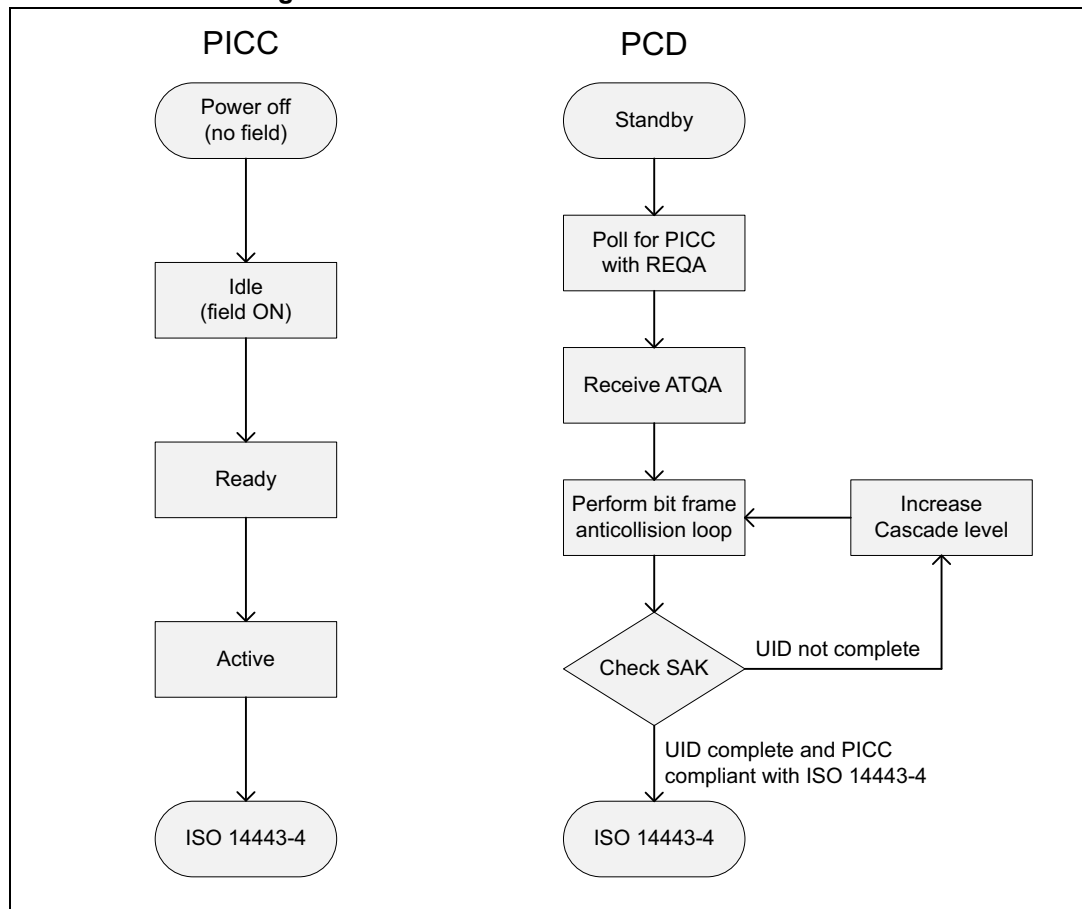 PICC
PCD
Power off
(no field)
Idle
(field ON)
Ready
Active
ISO 14443-4
Standby
Poll for PICC
with REQA
Receive ATQA
Perform bit frame
anticollision loop
Increase
Cascade level
Check SAK
UID not complete
UID complete and PICC
compliant with ISO 14443-4
ISO 14443-4